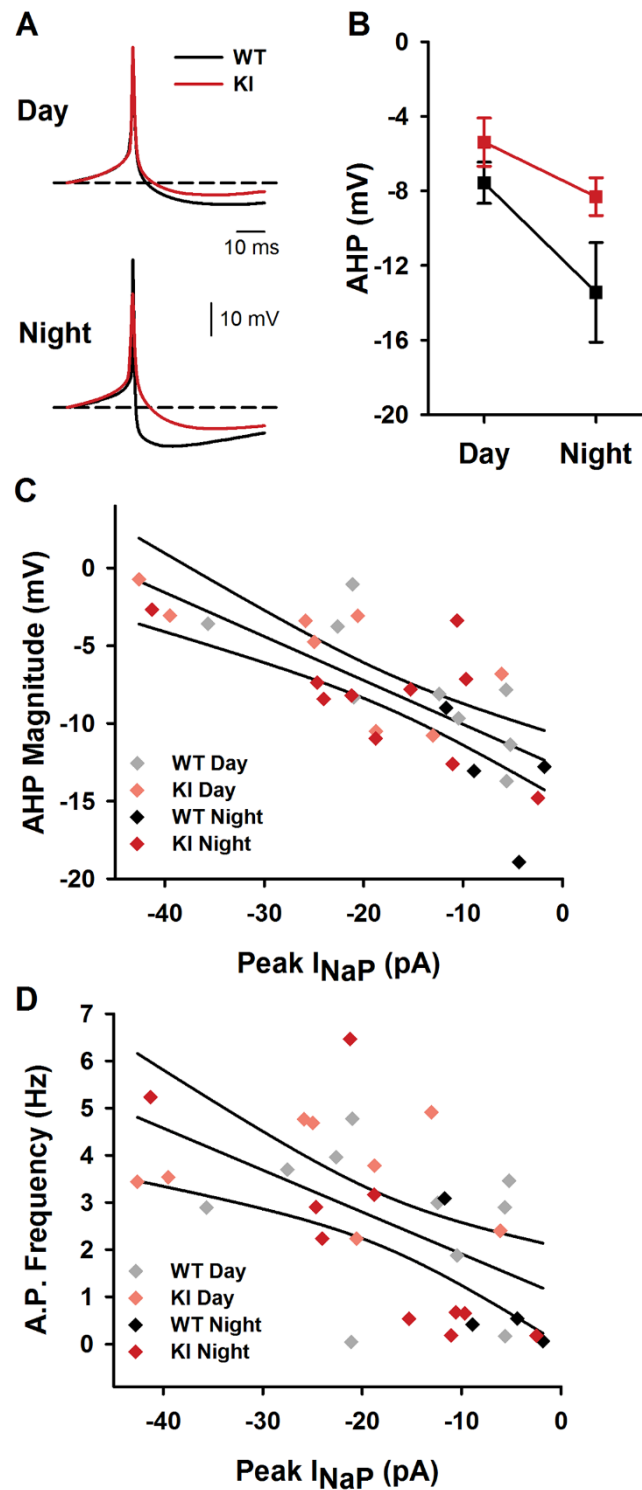 A
WT
KI
Day
10 ms
Night
10 mV
B
0
-4
-8
-12
-16
-20
AHP (mV)
Day Night
C
0
-5
-10
-15
-20
AHP Magnitude (mV)
WT Day
KI Day
WT Night
KI Night
-40 -30 -20 -10 0
Peak INaP (pA)
D
7
6
5
4
3
2
1
0
A.P. Frequency (Hz)
WT Day
KI Day
WT Night
KI Night
-40 -30 -20 -10 0
Peak INaP (pA)